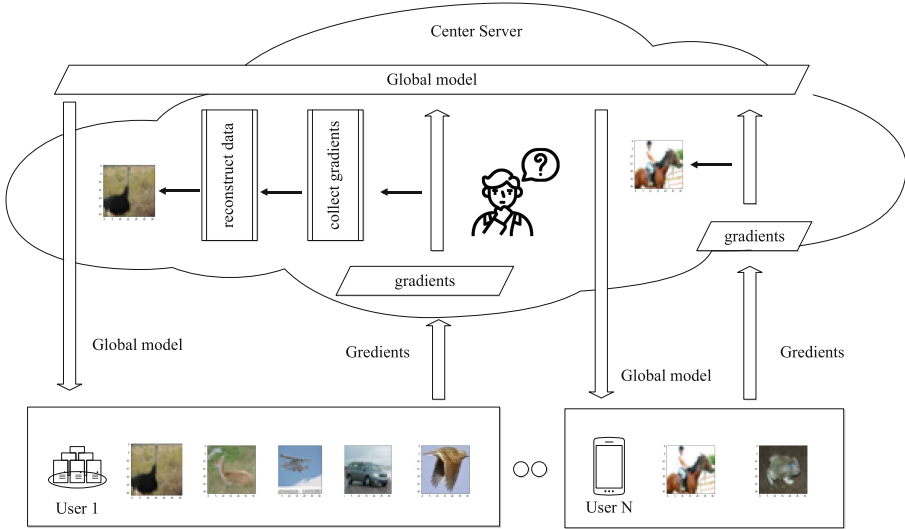 Center Server
Global model
reconstruct data
collect gradients
?
gradients
gradients
Global model
Gredients
Global model
Gredients
User 1
User N